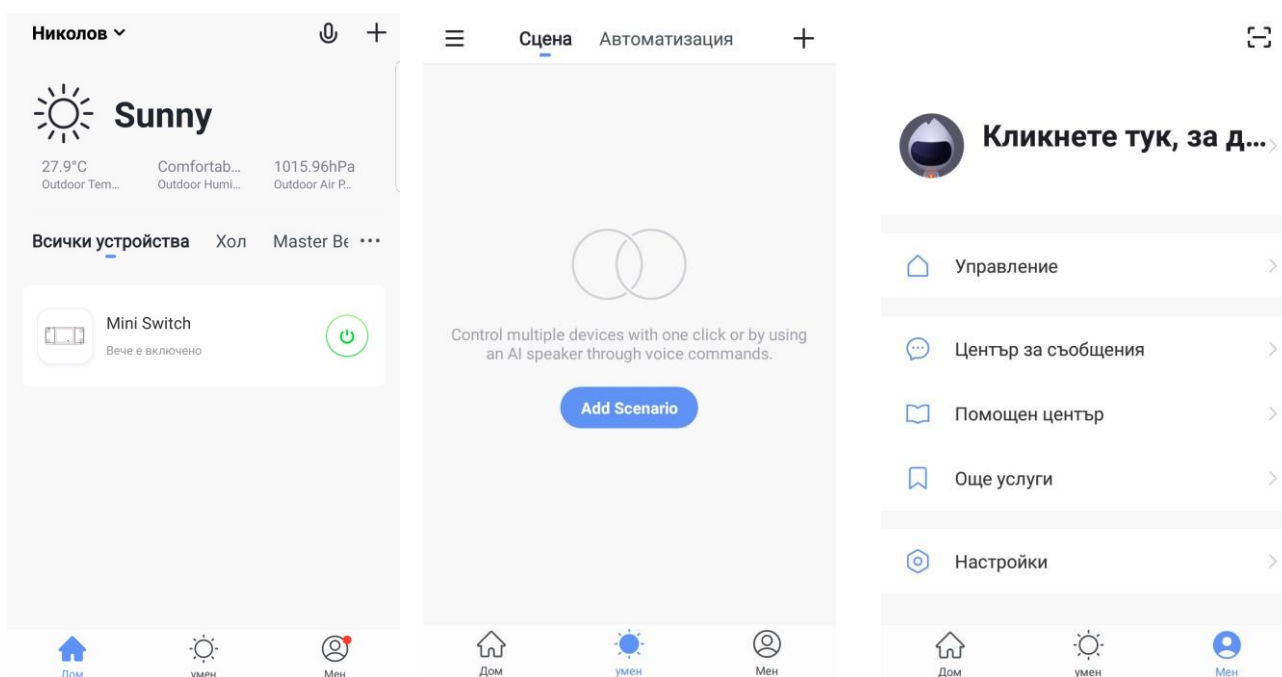 Николов
Sunny
27.9°C Comfortab... 1015.96hPa
Outdoor Tem... Outdoor Humi... Outdoor Air P...
Всички устройства Хол Master Be
Mini Switch
Вече е включено
Дом умен Мен
Сцена Автоматизация
Control multiple devices with one click or by using
an AI speaker through voice commands.
Add Scenario
Дом умен Мен
Кликнете тук, за д...
Управление
Център за съобщения
Помощен център
Още услуги
Настройки
Дом умен Мен